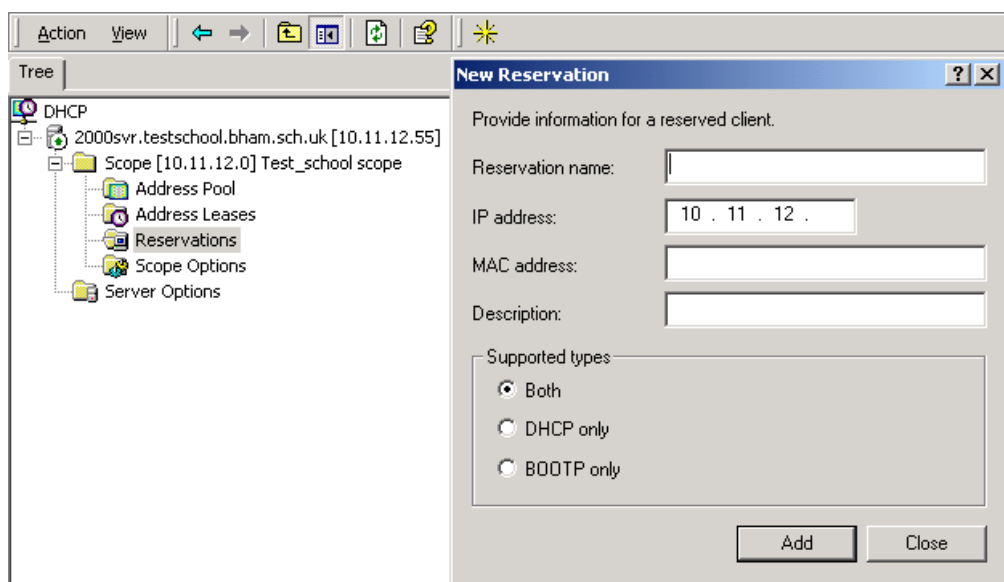 Action View
Tree
DHCP
2000svr.testschool.bham.sch.uk [10.11.12.55]
Scope [10.11.12.0] Test_school scope
Address Pool
Address Leases
Reservations
Scope Options
Server Options
New Reservation
Provide information for a reserved client.
Reservation name:
IP address: 10 . 11 . 12 .
MAC address:
Description:
Supported types
Both
DHCP only
BOOTP only
Add Close